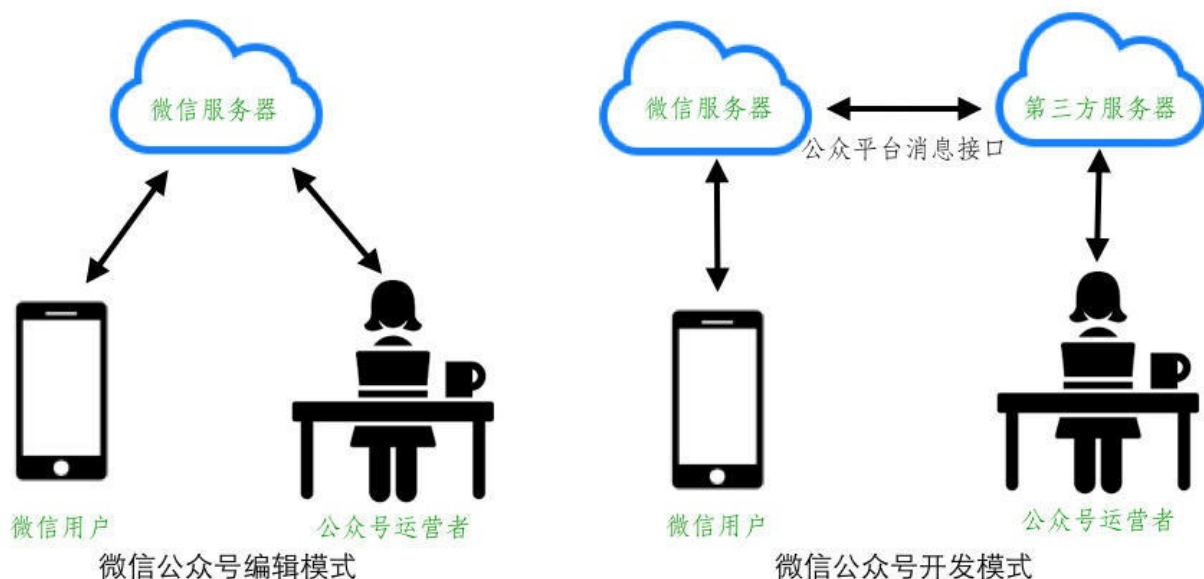 微信服务器
微信用户
公众号运营者
微信公众号编辑模式
微信服务器
第三方服务器
公众平台消息接口
微信用户
公众号运营者
微信公众号开发模式